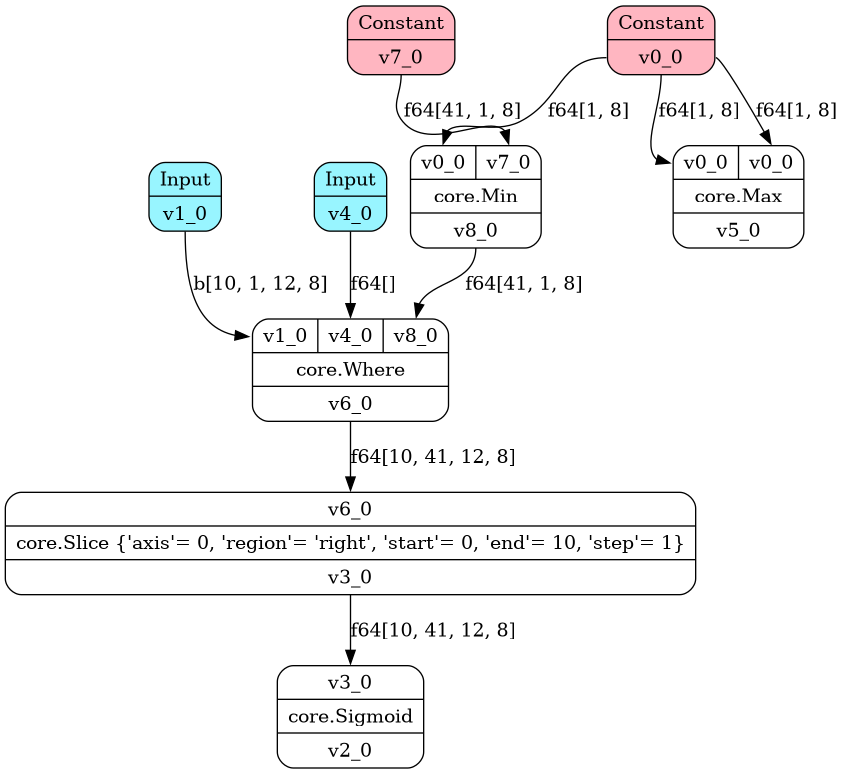 Constant
v7_0
Constant
v0_0
f64[41, 1, 8]
f64[1, 8]
f64[1, 8]
f64[1, 8]
Input
v1_0
Input
v4_0
v0_0 v7_0
core.Min
v8_0
v0_0 v0_0
core.Max
v5_0
b[10, 1, 12, 8]
f64[]
f64[41, 1, 8]
v1_0 v4_0 v8_0
core.Where
v6_0
f64[10, 41, 12, 8]
v6_0
core.Slice {'axis'= 0, 'region'= 'right', 'start'= 0, 'end'= 10, 'step'= 1}
v3_0
f64[10, 41, 12, 8]
v3_0
core.Sigmoid
v2_0